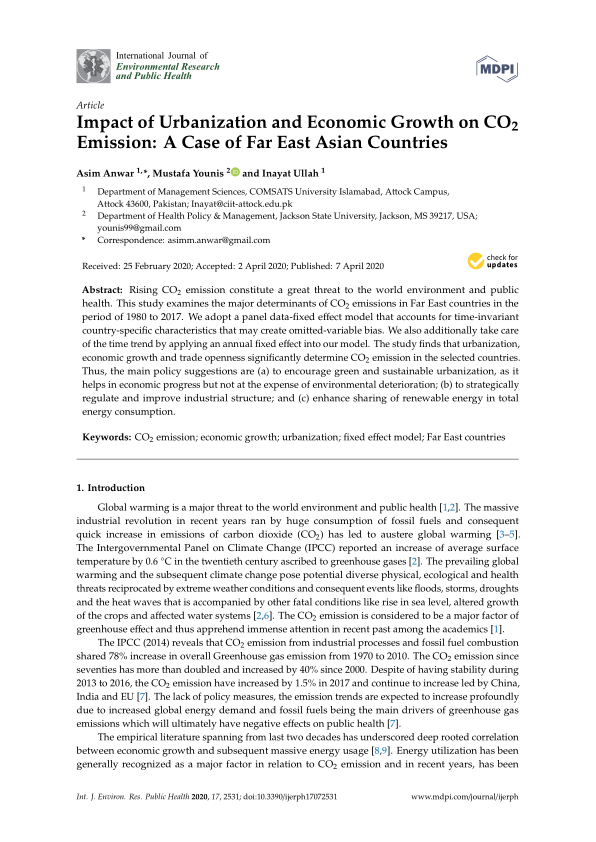 International Journal of
Environmental Research
and Public Health
MDPI
Article
Impact of Urbanization and Economic Growth on CO2
Emission: A Case of Far East Asian Countries
Asim Anwar 1,*, Mustafa Younis 2 iD and Inayat Ullah 1
1 Department of Management Sciences, COMSATS University Islamabad, Attock Campus,
Attock 43600, Pakistan; Inayat@ciit-attock.edu.pk
2 Department of Health Policy & Management, Jackson State University, Jackson, MS 39217, USA;
younis99@gmail.com
* Correspondence: asimm.anwar@gmail.com
Received: 25 February 2020; Accepted: 2 April 2020; Published: 7 April 2020
check for
updates
Abstract: Rising CO2 emission constitute a great threat to the world environment and public
health. This study examines the major determinants of CO2 emissions in Far East countries in the
period of 1980 to 2017. We adopt a panel data-fixed effect model that accounts for time-invariant
country-specific characteristics that may create omitted-variable bias. We also additionally take care
of the time trend by applying an annual fixed effect into our model. The study finds that urbanization,
economic growth and trade openness significantly determine CO2 emission in the selected countries.
Thus, the main policy suggestions are (a) to encourage green and sustainable urbanization, as it
helps in economic progress but not at the expense of environmental deterioration; (b) to strategically
regulate and improve industrial structure; and (c) enhance sharing of renewable energy in total
energy consumption.
Keywords: CO2 emission; economic growth; urbanization; fixed effect model; Far East countries
1. Introduction
Global warming is a major threat to the world environment and public health [1,2]. The massive
industrial revolution in recent years ran by huge consumption of fossil fuels and consequent
quick increase in emissions of carbon dioxide (CO2) has led to austere global warming [3–5].
The Intergovernmental Panel on Climate Change (IPCC) reported an increase of average surface
temperature by 0.6 °C in the twentieth century ascribed to greenhouse gases [2]. The prevailing global
warming and the subsequent climate change pose potential diverse physical, ecological and health
threats reciprocated by extreme weather conditions and consequent events like floods, storms, droughts
and the heat waves that is accompanied by other fatal conditions like rise in sea level, altered growth
of the crops and affected water systems [2,6]. The CO2 emission is considered to be a major factor of
greenhouse effect and thus apprehend immense attention in recent past among the academics [1].
The IPCC (2014) reveals that CO2 emission from industrial processes and fossil fuel combustion
shared 78% increase in overall Greenhouse gas emission from 1970 to 2010. The CO2 emission since
seventies has more than doubled and increased by 40% since 2000. Despite of having stability during
2013 to 2016, the CO2 emission have increased by 1.5% in 2017 and continue to increase led by China,
India and EU [7]. The lack of policy measures, the emission trends are expected to increase profoundly
due to increased global energy demand and fossil fuels being the main drivers of greenhouse gas
emissions which will ultimately have negative effects on public health [7].
The empirical literature spanning from last two decades has underscored deep rooted correlation
between economic growth and subsequent massive energy usage [8,9]. Energy utilization has been
generally recognized as a major factor in relation to CO2 emission and in recent years, has been
Int. J. Environ. Res. Public Health 2020, 17, 2531; doi:10.3390/ijerph17072531
www.mdpi.com/journal/ijerph